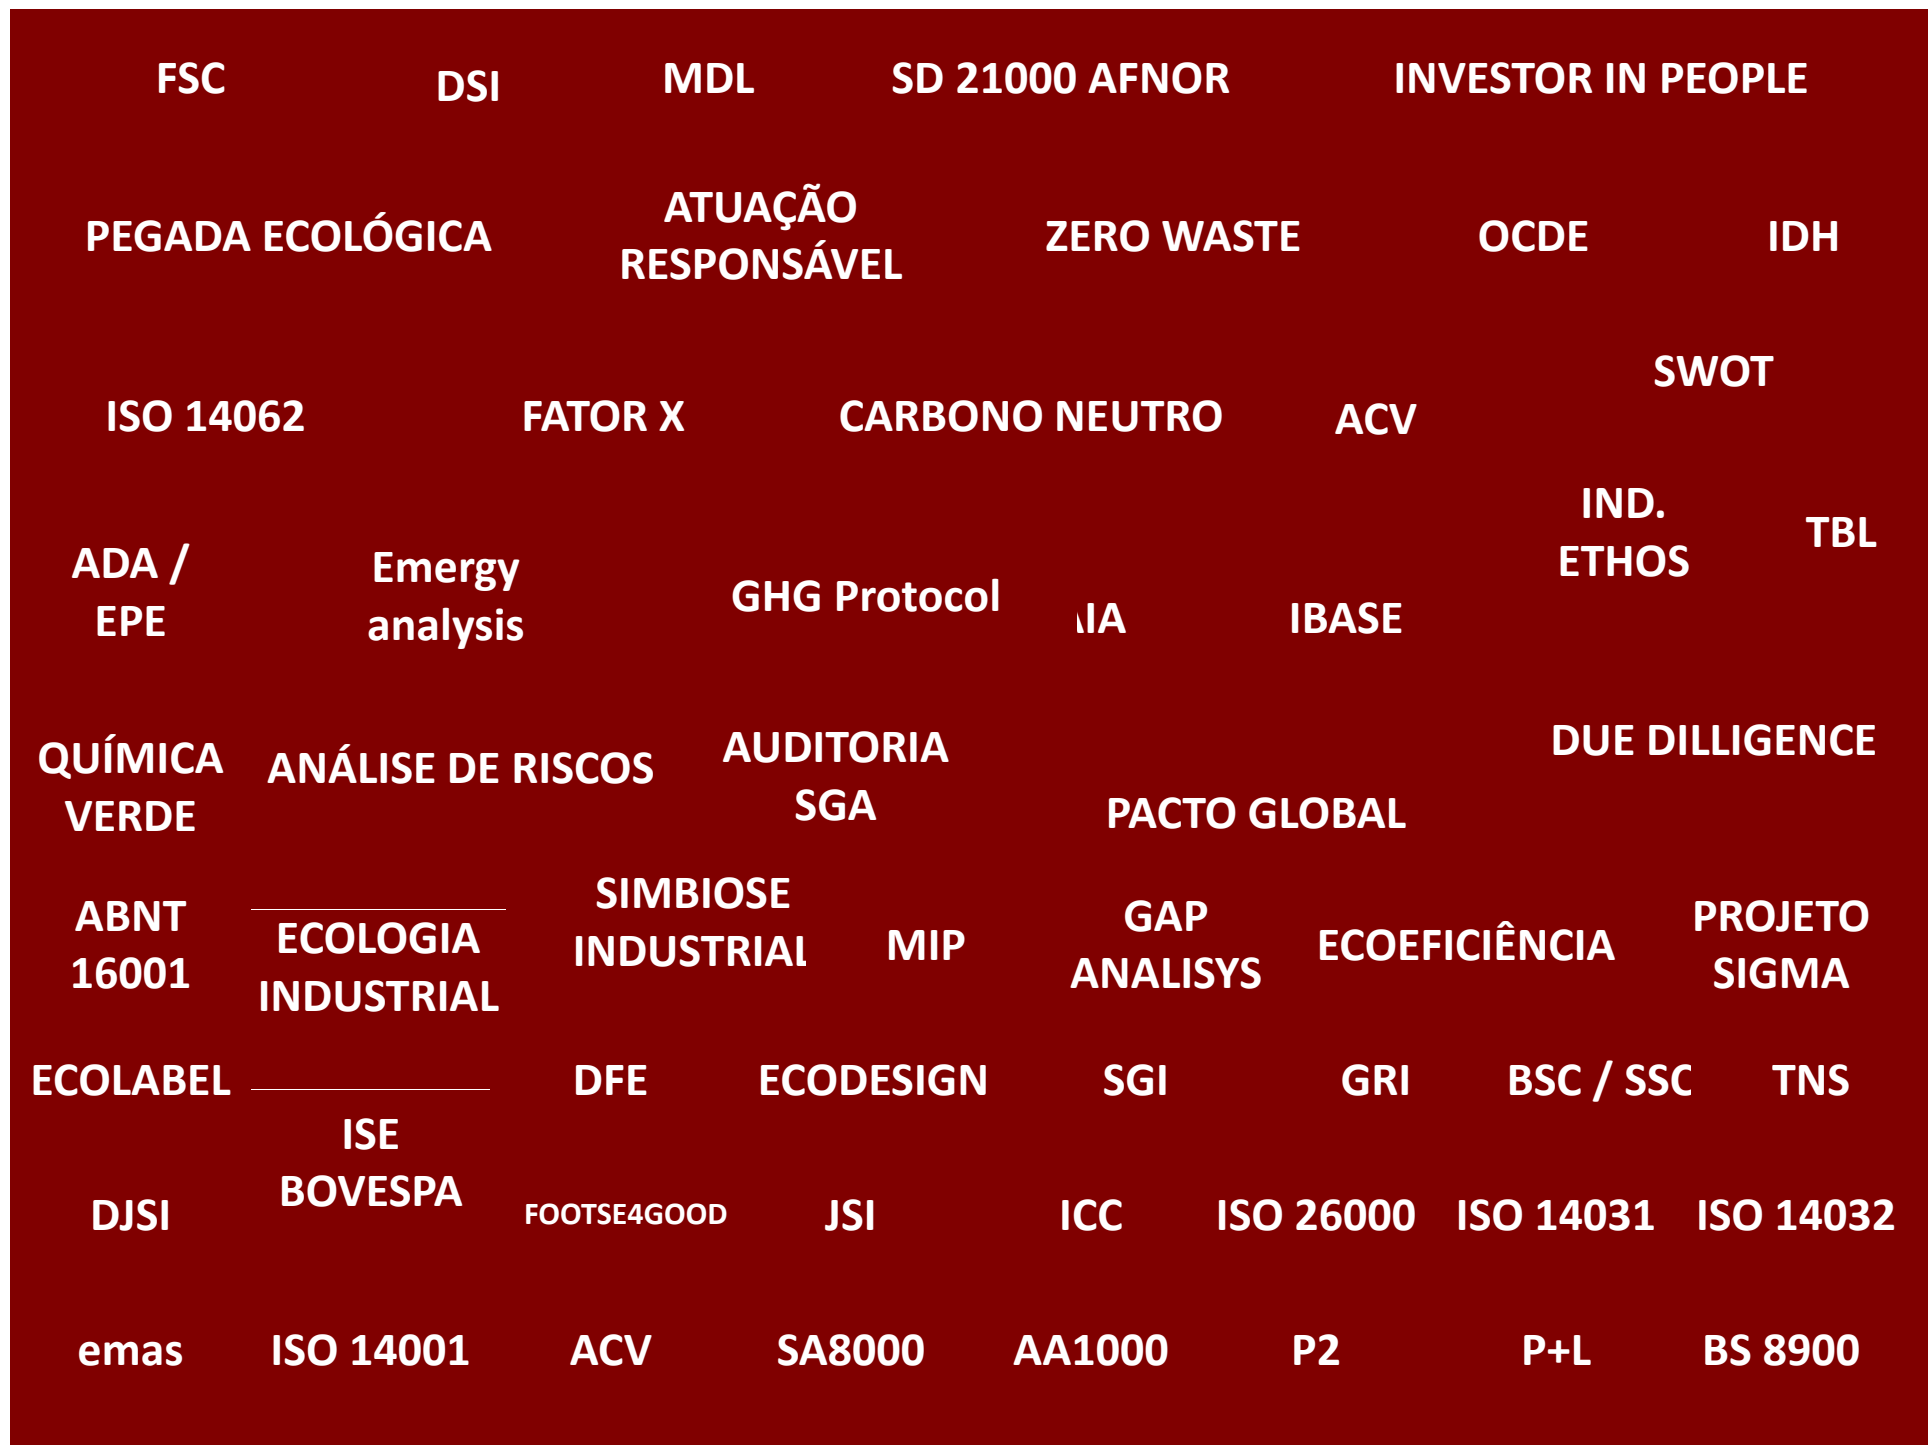 FSC
DSI
MDL
SD 21000 AFNOR
INVESTOR IN PEOPLE
PEGADA ECOLÓGICA
ATUAÇÃO
RESPONSÁVEL
ZERO WASTE
OCDE
IDH
SWOT
ISO 14062
FATOR X
CARBONO NEUTRO
ACV
IND.
ETHOS
TBL
ADA /
EPE
Emergy
analysis
GHG Protocol
IBASE
QUÍMICA
VERDE
ANÁLISE DE RISCOS
AUDITORIA
SGA
PACTO GLOBAL
DUE DILLIGENCE
ABNT
16001
ECOLOGIA
INDUSTRIAL
SIMBIOSE
INDUSTRIAL
MIP
GAP
ANALISYS
ECOEFICIÊNCIA
PROJETO
SIGMA
ECOLABEL
DFE
ECODESIGN
SGI
GRI
BSC / SSC
TNS
ISE
BOVESPA
DJSI
FOOTSE4GOOD
JSI
ICC
ISO 26000
ISO 14031
ISO 14032
emas
ISO 14001
ACV
SA8000
AA1000
P2
P+L
BS 8900